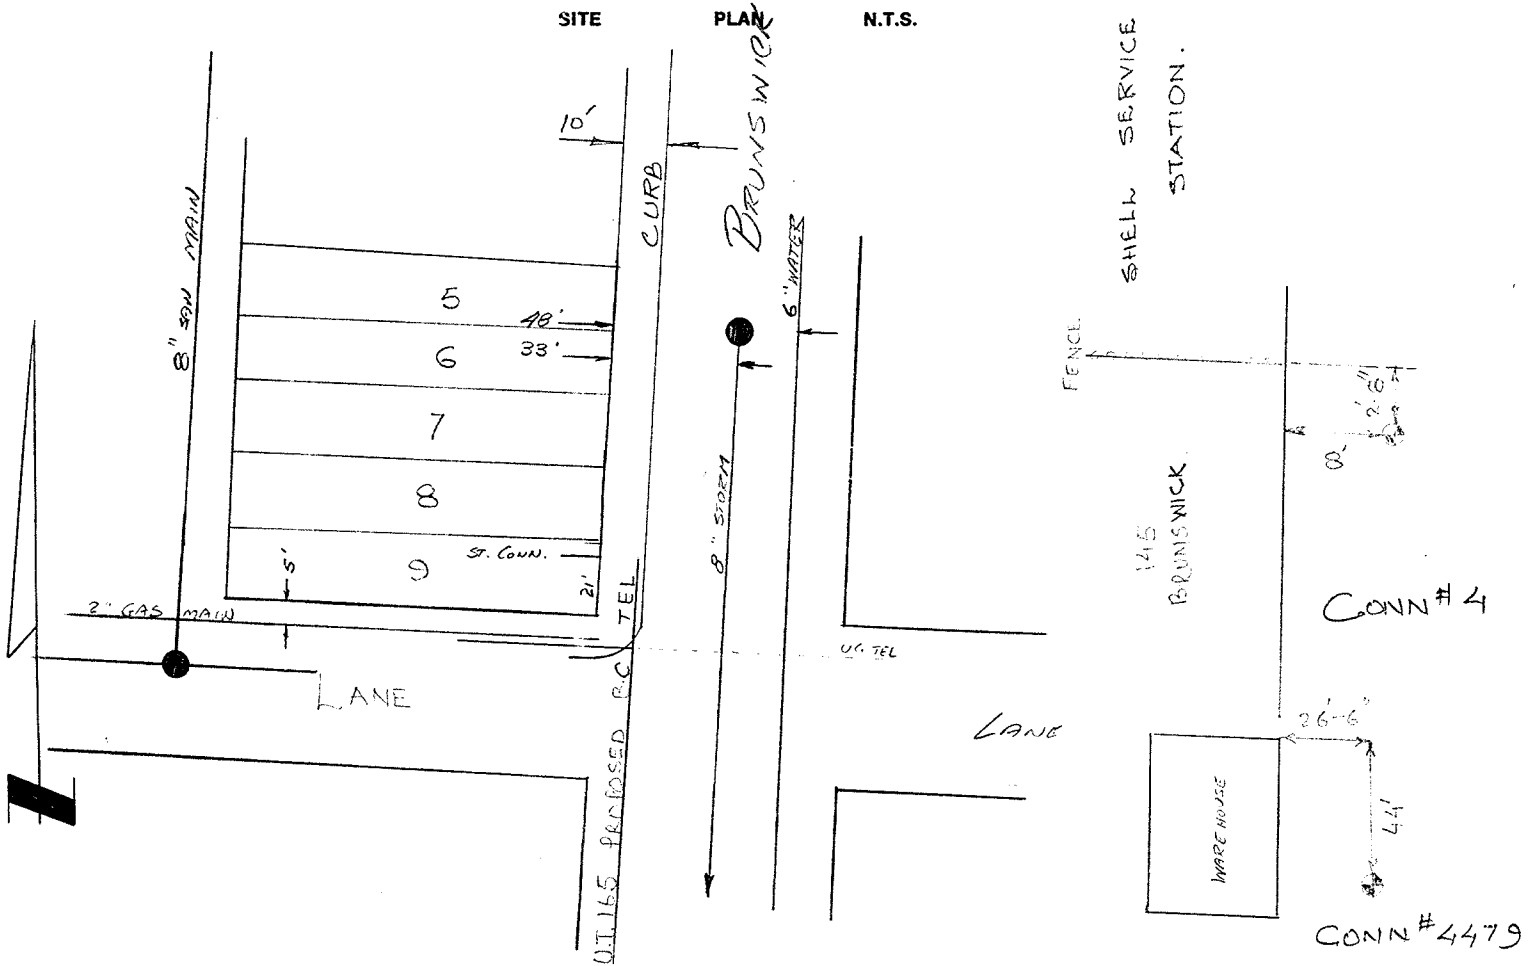 SITE PLAN N.T.S.
BRUNSWICK
SHELL SERVICE
STATION.
10'
CURB
8" SAN MAIN
6" WATER
5
48'
6
33'
7
8
9
ST. CONN.
21'
5'
TEL
2" GAS MAIN
8" STORM
U.G. TEL
LANE
LANE
U.T. 165 PROPOSED B.C. TEL
FENCE
2'-6"
8'
145
BRUNSWICK
CONN # 4
26'-6"
44'
WAREHOUSE
CONN # 4479